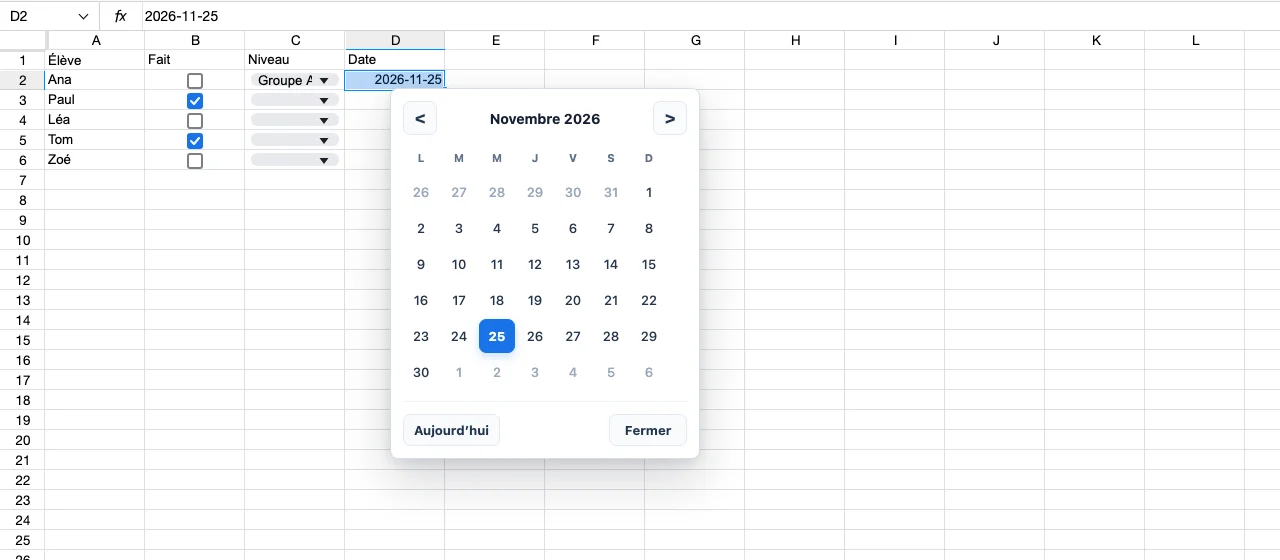 D2 fx 2026-11-25
A B C D E F G H I J K L
1 Élève Fait Niveau Date
2 Ana Groupe A 2026-11-25
3 Paul
4 Léa
5 Tom
6 Zoé
7
8
9
10
11
12
13
14
15
16
17
18
19
20
21
22
23
24
25
26
< Novembre 2026 >
L M M J V S D
26 27 28 29 30 31 1
2 3 4 5 6 7 8
9 10 11 12 13 14 15
16 17 18 19 20 21 22
23 24 25 26 27 28 29
30 1 2 3 4 5 6
Aujourd’hui Fermer